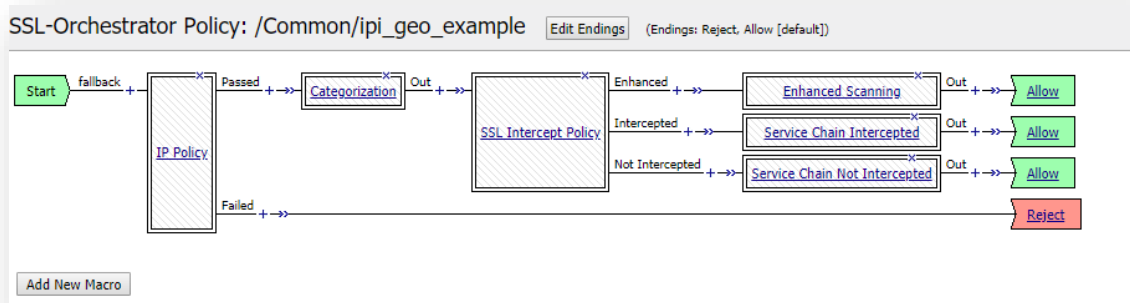 SSL-Orchestrator Policy: /Common/ipi_geo_example Edit Endings (Endings: Reject, Allow [default])
Start fallback + IP Policy Passed + Categorization Out + SSL Intercept Policy Enhanced + Enhanced Scanning Out + Allow
Intercepted + Service Chain Intercepted Out + Allow
Not Intercepted + Service Chain Not Intercepted Out + Allow
Failed + Reject
Add New Macro